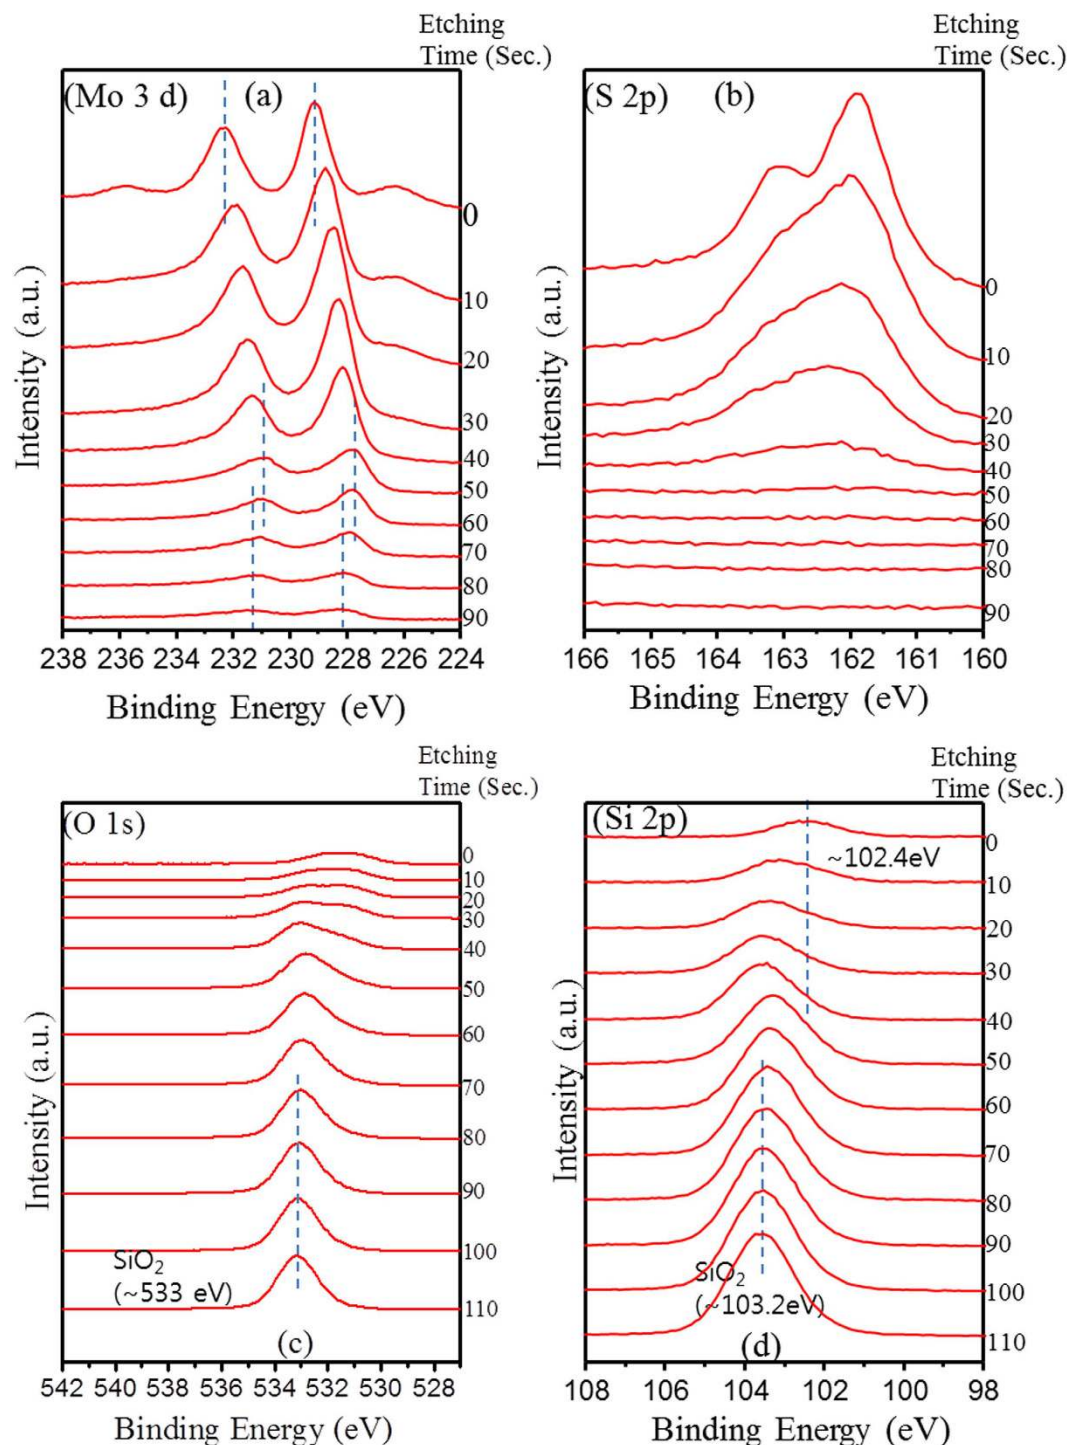 Etching
Time (Sec.)
(Mo 3 d)
(a)
0
10
20
30
40
50
60
70
80
90
Intensity (a.u.)
238 236 234 232 230 228 226 224
Binding Energy (eV)
Etching
Time (Sec.)
(S 2p)
(b)
0
10
20
30
40
50
60
70
80
90
Intensity (a.u.)
166 165 164 163 162 161 160
Binding Energy (eV)
Etching
Time (Sec.)
(O 1s)
0
10
20
30
40
50
60
70
80
90
100
110
SiO2
(~533 eV)
(c)
Intensity (a.u.)
542 540 538 536 534 532 530 528
Binding Energy (eV)
Etching
Time (Sec.)
(Si 2p)
~102.4eV
0
10
20
30
40
50
60
70
80
90
100
110
SiO2
(~103.2eV)
(d)
Intensity (a.u.)
108 106 104 102 100 98
Binding Energy (eV)